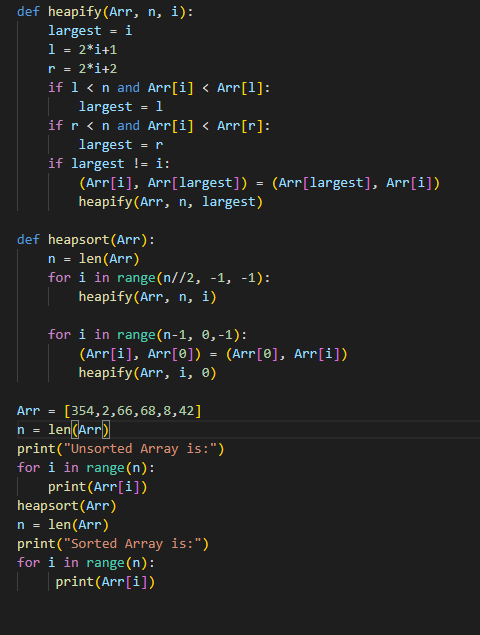 def heapify(Arr, n, i):
    largest = i
    l = 2*i+1
    r = 2*i+2
    if l < n and Arr[i] < Arr[l]:
        largest = l
    if r < n and Arr[i] < Arr[r]:
        largest = r
    if largest != i:
        (Arr[i], Arr[largest]) = (Arr[largest], Arr[i])
        heapify(Arr, n, largest)

def heapsort(Arr):
    n = len(Arr)
    for i in range(n//2, -1, -1):
        heapify(Arr, n, i)

    for i in range(n-1, 0,-1):
        (Arr[i], Arr[0]) = (Arr[0], Arr[i])
        heapify(Arr, i, 0)

Arr = [354,2,66,68,8,42]
n = len(Arr)
print("Unsorted Array is:")
for i in range(n):
    print(Arr[i])
heapsort(Arr)
n = len(Arr)
print("Sorted Array is:")
for i in range(n):
     print(Arr[i])